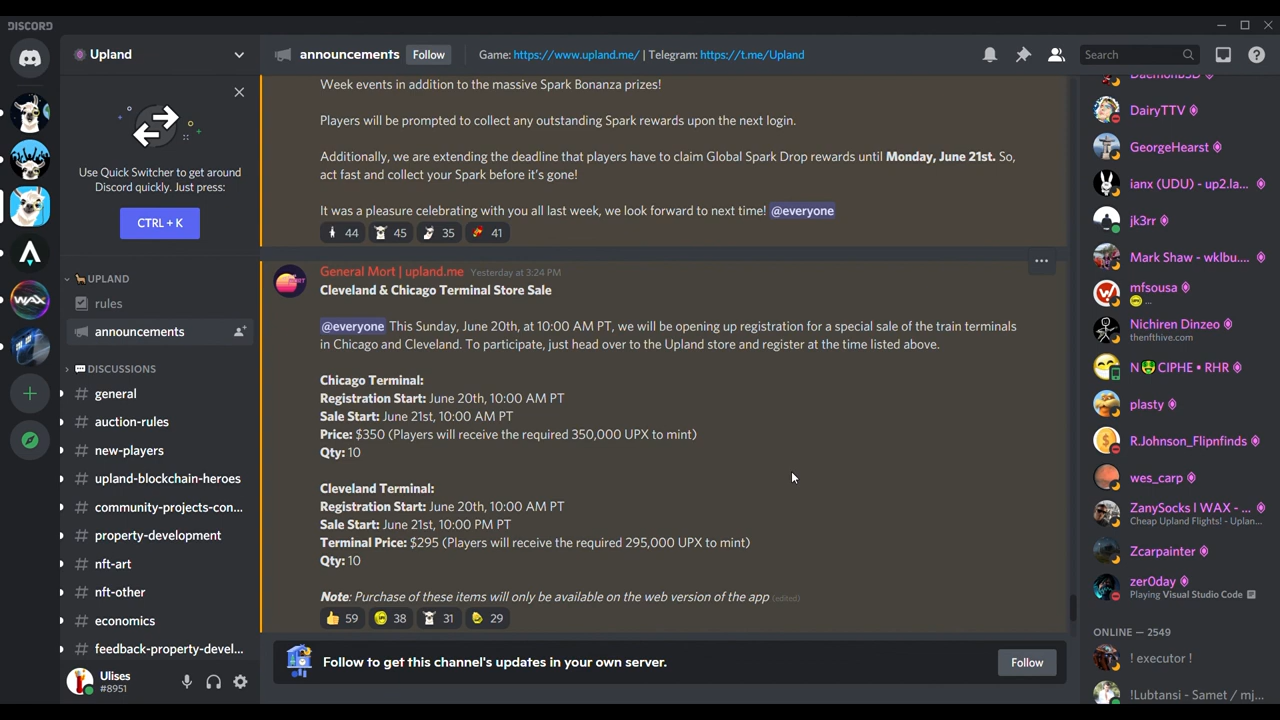 DISCORD
Upland
announcements Follow Game: https://www.upland.me/ | Telegram: https://t.me/Upland
Search
Use Quick Switcher to get around
Discord quickly. Just press:
CTRL + K
UPLAND
rules
announcements
DISCUSSIONS
general
auction-rules
new-players
upland-blockchain-heroes
community-projects-con...
property-development
nft-art
nft-other
economics
feedback-property-devel...
Ulises
#8951
Week events in addition to the massive Spark Bonanza prizes!
Players will be prompted to collect any outstanding Spark rewards upon the next login.
Additionally, we are extending the deadline that players have to claim Global Spark Drop rewards until Monday, June 21st. So,
act fast and collect your Spark before it's gone!
It was a pleasure celebrating with you all last week, we look forward to next time! @everyone
44 45 35 41
General Mort | upland.me Yesterday at 3:24 PM
Cleveland & Chicago Terminal Store Sale
@everyone This Sunday, June 20th, at 10:00 AM PT, we will be opening up registration for a special sale of the train terminals
in Chicago and Cleveland. To participate, just head over to the Upland store and register at the time listed above.
Chicago Terminal:
Registration Start: June 20th, 10:00 AM PT
Sale Start: June 21st, 10:00 AM PT
Price: $350 (Players will receive the required 350,000 UPX to mint)
Qty: 10
Cleveland Terminal:
Registration Start: June 20th, 10:00 AM PT
Sale Start: June 21st, 10:00 PM PT
Terminal Price: $295 (Players will receive the required 295,000 UPX to mint)
Qty: 10
Note: Purchase of these items will only be available on the web version of the app (edited)
59 38 31 29
Follow to get this channel's updates in your own server.
Follow
DaemonBSD
DairyTTV
GeorgeHearst
ianx (UDU) - up2.la...
jk3rr
Mark Shaw - wklbu....
mfsousa
...
Nichiren Dinzeo
thenfthive.com
N CIPHE • RHR
plasty
R.Johnson_Flipnfinds
wes_carp
ZanySocks I WAX - ...
Cheap Upland Flights! - Uplan...
Zcarpainter
zer0day
Playing Visual Studio Code
ONLINE — 2549
! executor !
!Lubtansi - Samet / mj...